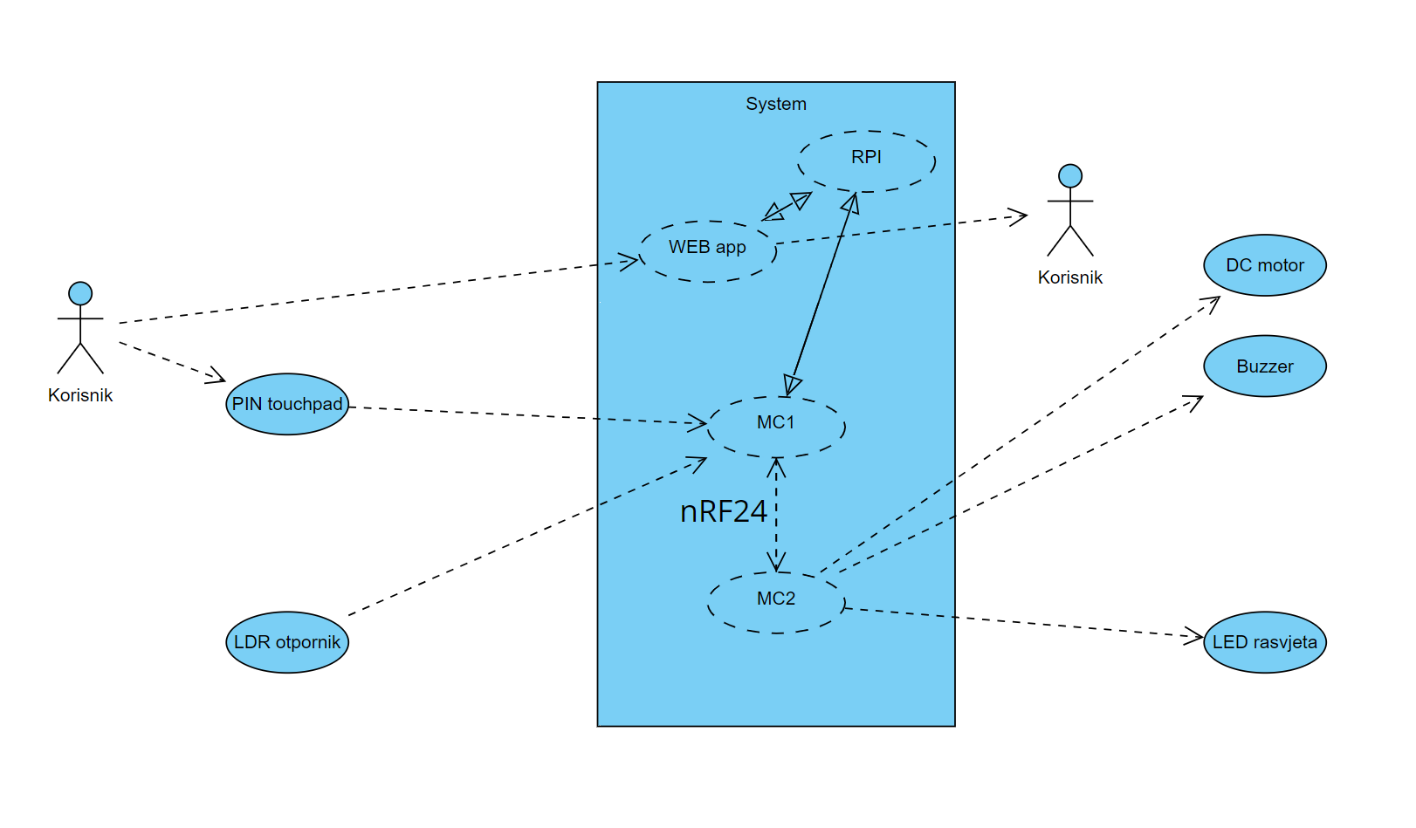 System
RPI
WEB app
Korisnik
DC motor
Korisnik
Buzzer
PIN touchpad
MC1
nRF24
MC2
LDR otpornik
LED rasvjeta